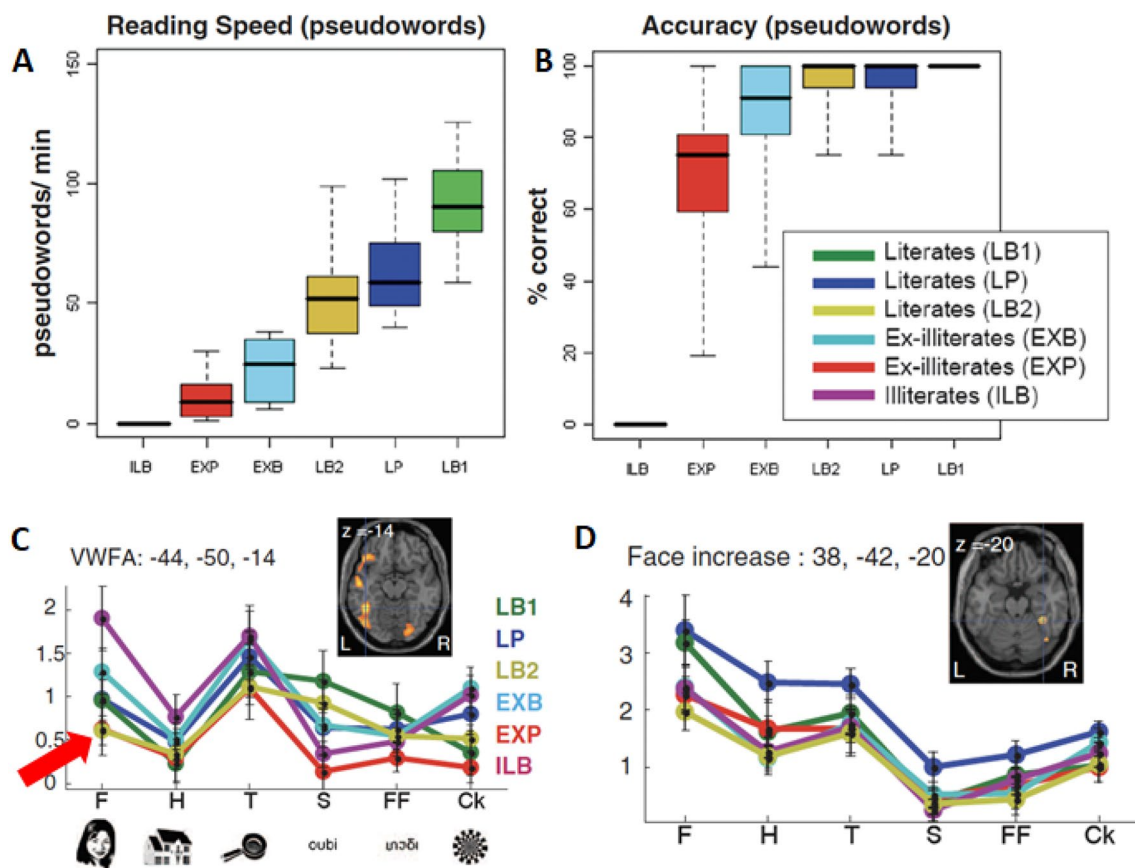 Reading Speed (pseudowords)
A
pseudowords/ min
150
100
50
0
ILB EXP EXB LB2 LP LB1
Accuracy (pseudowords)
B
% correct
100
80
60
40
20
0
ILB EXP EXB LB2 LP LB1
Literates (LB1)
Literates (LP)
Literates (LB2)
Ex-illiterates (EXB)
Ex-illiterates (EXP)
Illiterates (ILB)
C
VWFA: -44, -50, -14
z =-14
L R
2
1.5
1
0.5
0
LB1
LP
LB2
EXB
EXP
ILB
F H T S FF Ck
oubi
D
Face increase : 38, -42, -20
z=-20
L R
4
3
2
1
F H T S FF Ck